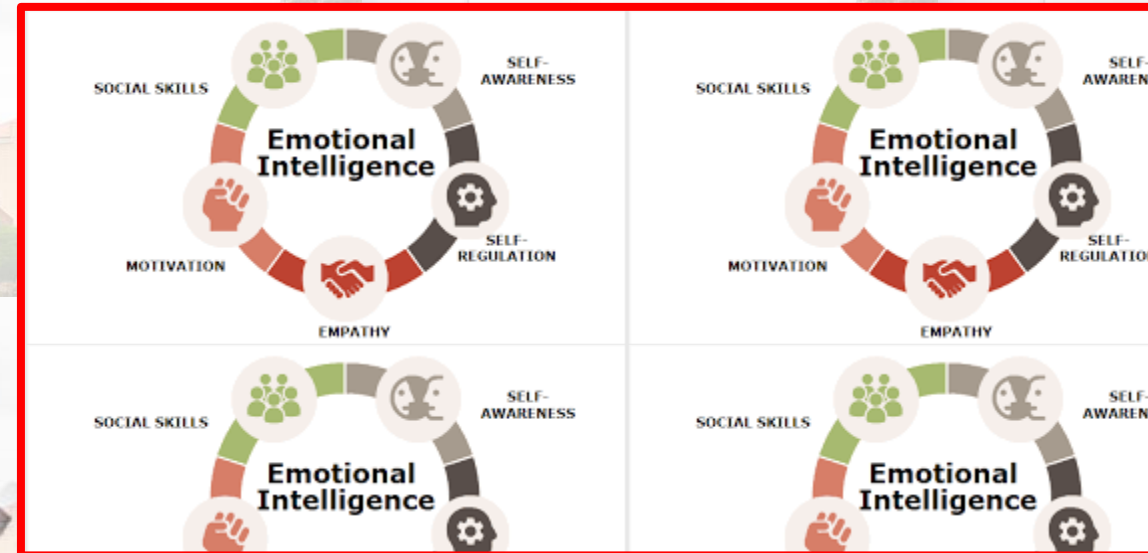 SELF-
AWARENESS
SOCIAL SKILLS
Emotional
Intelligence
SELF-
REGULATION
MOTIVATION
EMPATHY
SELF-
AWAREN
SOCIAL SKILLS
Emotional
Intelligence
SELF-
REGULATIO
MOTIVATION
EMPATHY
SELF-
AWARENESS
SOCIAL SKILLS
Emotional
Intelligence
SELF-
AWAREN
SOCIAL SKILLS
Emotional
Intelligence